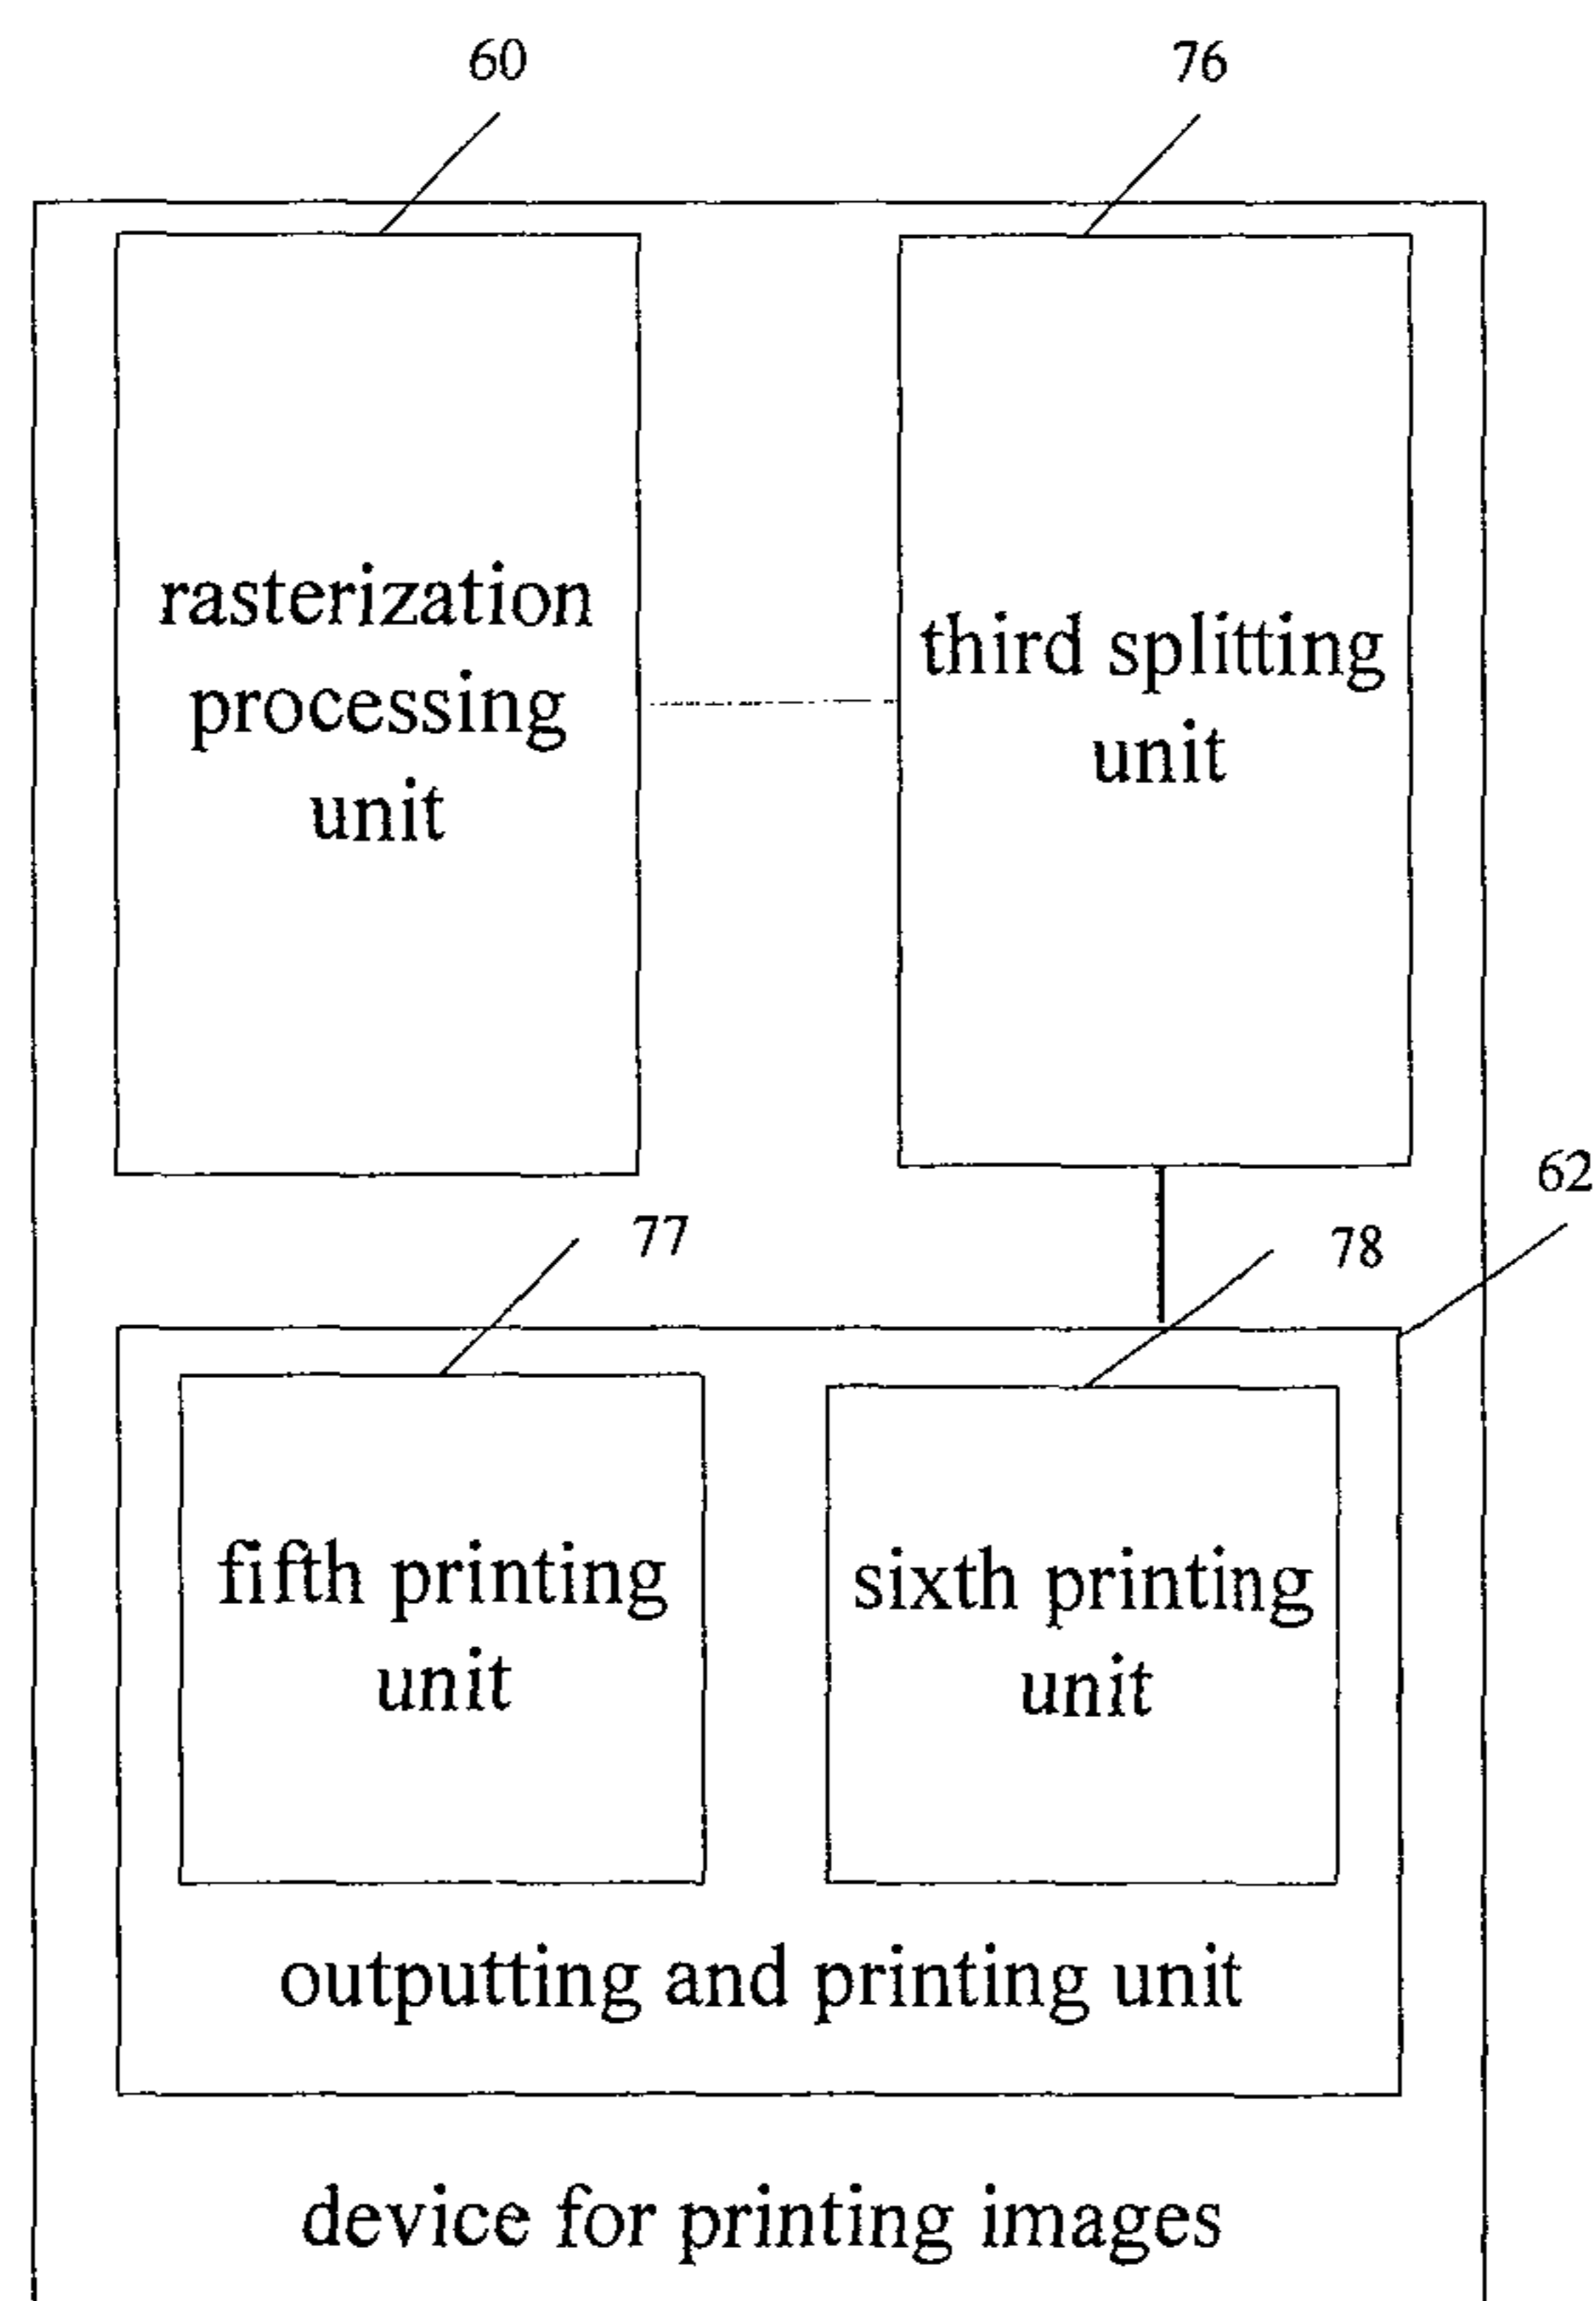 60
76
rasterization
processing
unit
third splitting
unit
62
77
78
fifth printing
unit
sixth printing
unit
outputting and printing unit
device for printing images